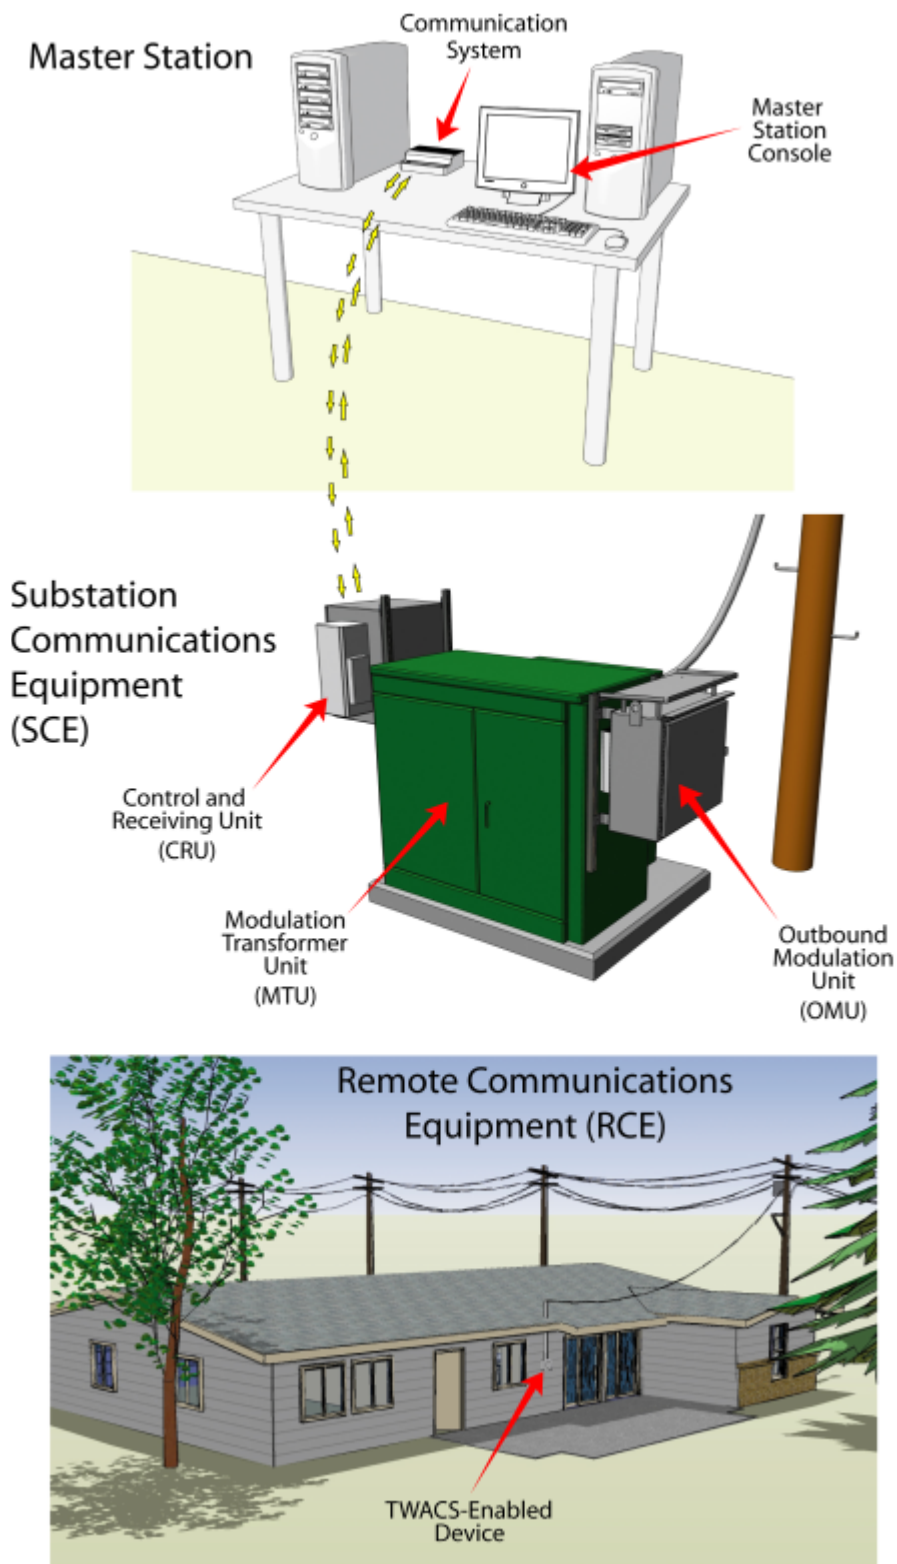 Master Station
Communication
System
Master
Station
Console
Substation
Communications
Equipment
(SCE)
Control and
Receiving Unit
(CRU)
Modulation
Transformer
Unit
(MTU)
Outbound
Modulation
Unit
(OMU)
Remote Communications
Equipment (RCE)
TWACS-Enabled
Device